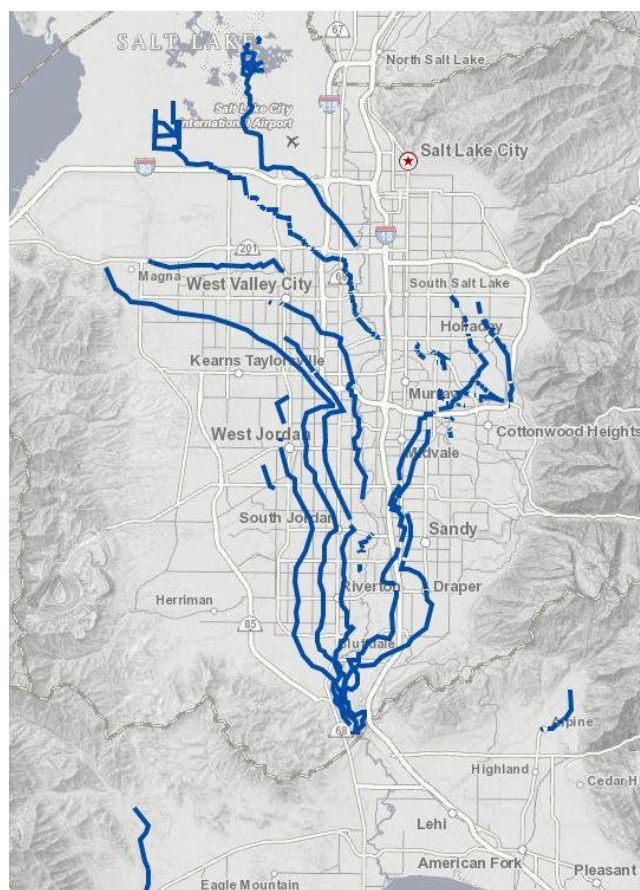 67
SALT LAKE
North Salt Lake
215
Salt Lake City
International Airport
Salt Lake City
80
15
201
Magna
68
South Salt Lake
West Valley City
Holladay
Kearns Taylorsville
Murray
West Jordan
Cottonwood Heights
Midvale
South Jordan
Sandy
Riverton
Draper
Herriman
85
Bluffdale
68
Alpine
Highland
Cedar H
Lehi
American Fork
Pleasant
Eagle Mountain